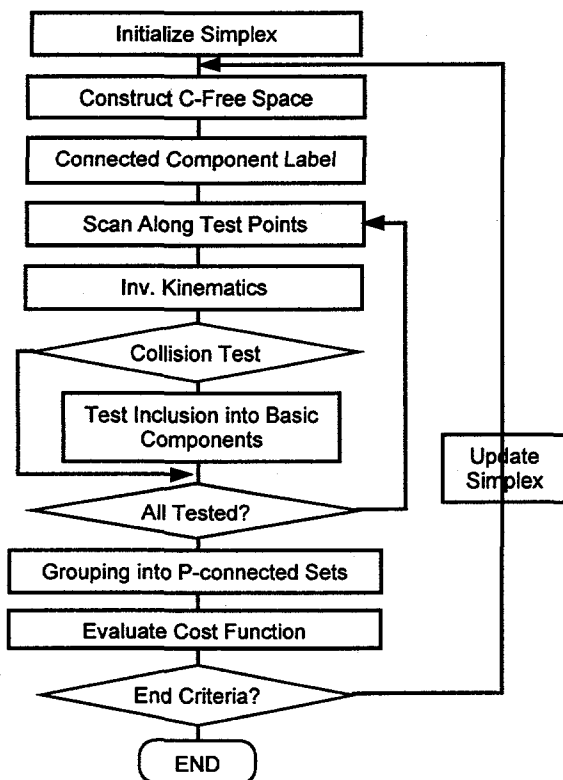 Initialize Simplex
Construct C-Free Space
Connected Component Label
Scan Along Test Points
Inv. Kinematics
Collision Test
Test Inclusion into Basic
Components
Update
Simplex
All Tested?
Grouping into P-connected Sets
Evaluate Cost Function
End Criteria?
END